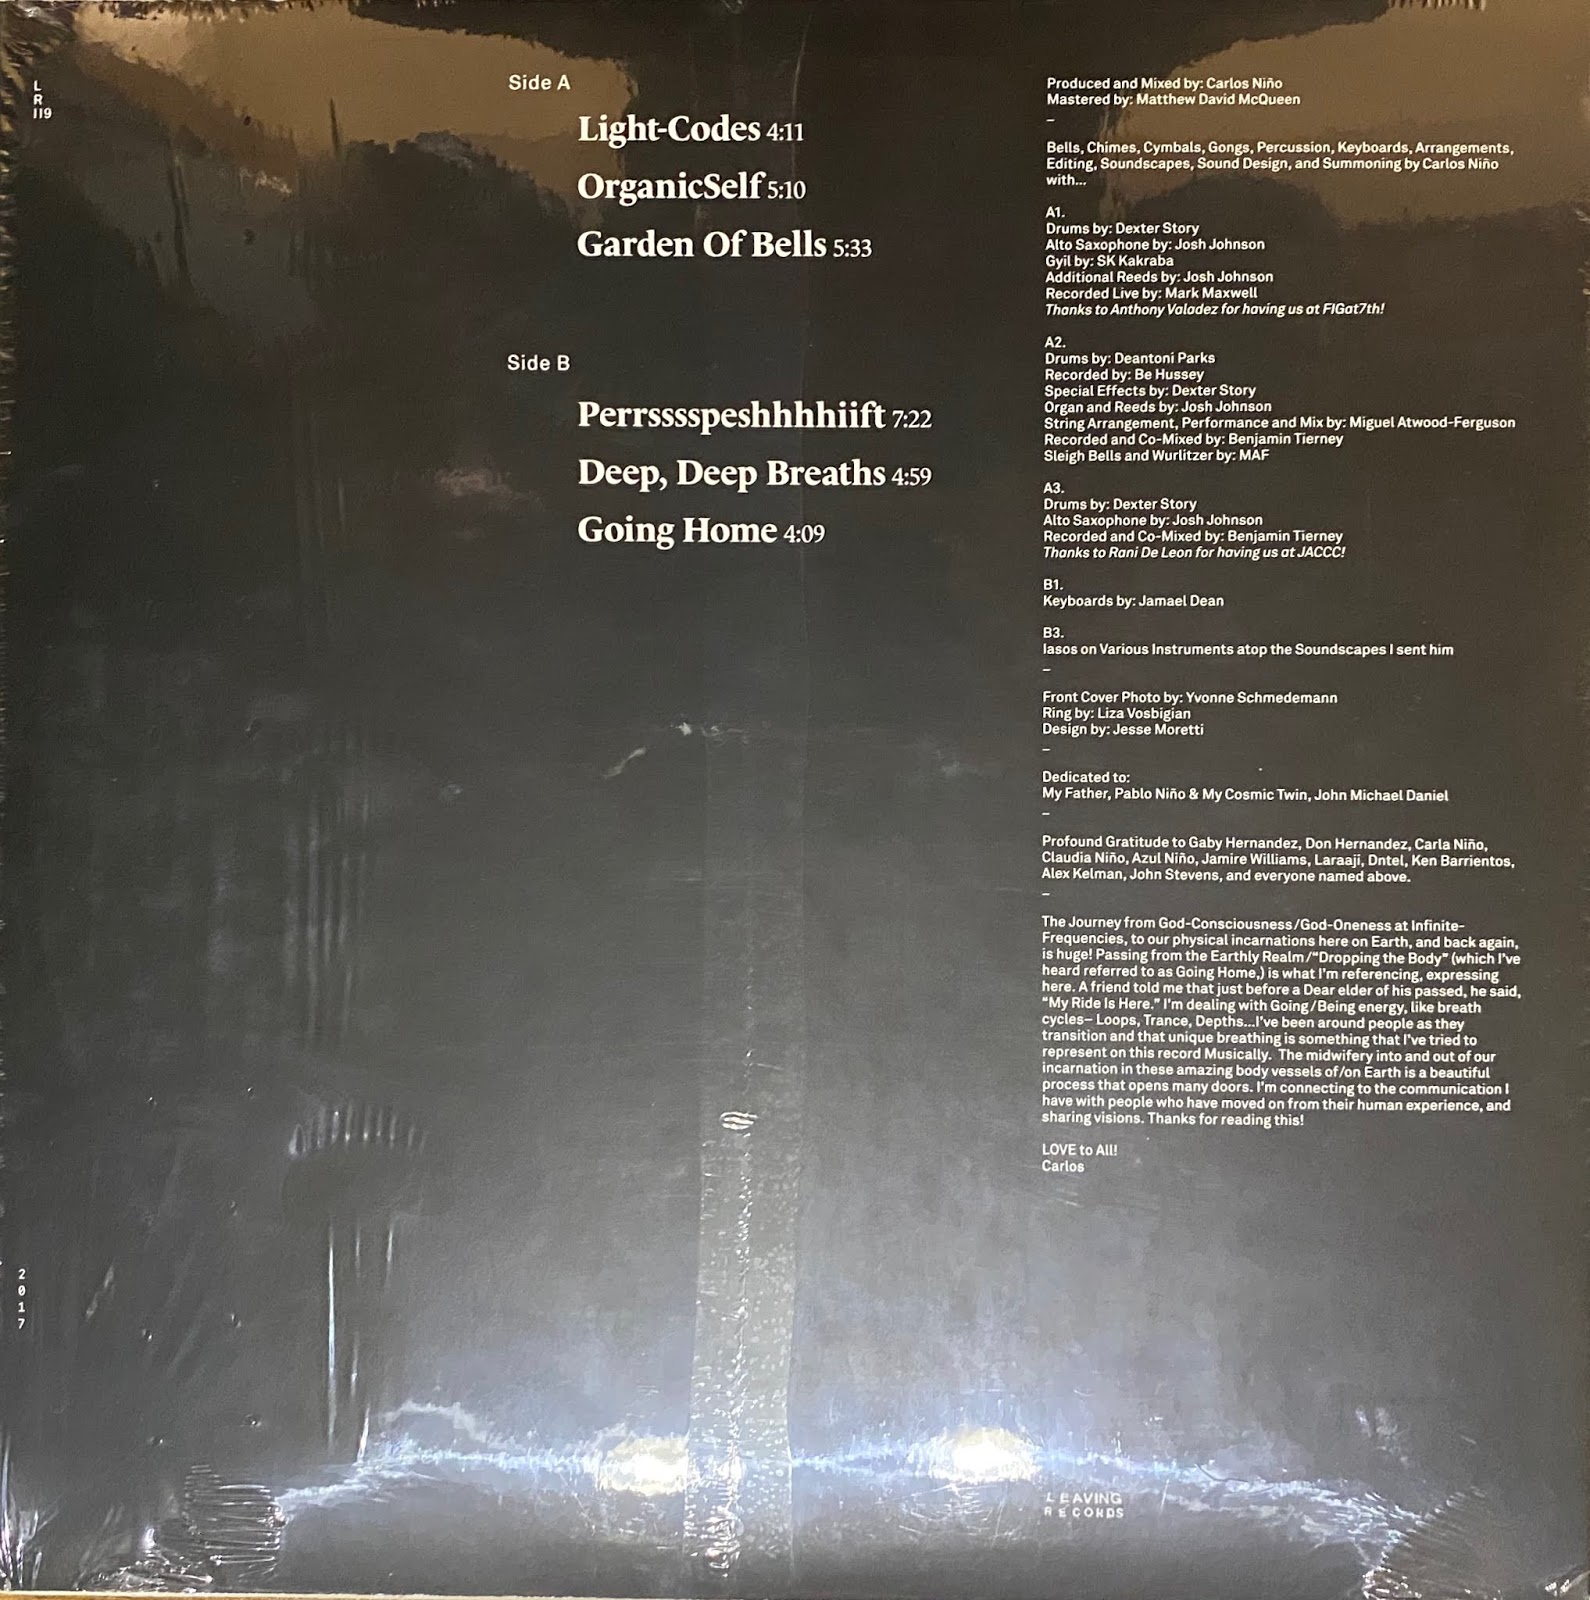 L
R
119
Side A
Light-Codes 4:11
OrganicSelf 5:10
Garden Of Bells 5:33
Side B
Perrsssspeshhhhiift 7:22
Deep, Deep Breaths 4:59
Going Home 4:09
Produced and Mixed by: Carlos Niño
Mastered by: Matthew David McQueen
–
Bells, Chimes, Cymbals, Gongs, Percussion, Keyboards, Arrangements,
Editing, Soundscapes, Sound Design, and Summoning by Carlos Niño
with...
A1.
Drums by: Dexter Story
Alto Saxophone by: Josh Johnson
Gyil by: SK Kakraba
Additional Reeds by: Josh Johnson
Recorded Live by: Mark Maxwell
Thanks to Anthony Valadez for having us at FIGat7th!
A2.
Drums by: Deantoni Parks
Recorded by: Be Hussey
Special Effects by: Dexter Story
Organ and Reeds by: Josh Johnson
String Arrangement, Performance and Mix by: Miguel Atwood-Ferguson
Recorded and Co-Mixed by: Benjamin Tierney
Sleigh Bells and Wurlitzer by: MAF
A3.
Drums by: Dexter Story
Alto Saxophone by: Josh Johnson
Recorded and Co-Mixed by: Benjamin Tierney
Thanks to Rani De Leon for having us at JACCC!
B1.
Keyboards by: Jamael Dean
B3.
Iasos on Various Instruments atop the Soundscapes I sent him
–
Front Cover Photo by: Yvonne Schmedemann
Ring by: Liza Vosbigian
Design by: Jesse Moretti
–
Dedicated to:
My Father, Pablo Niño & My Cosmic Twin, John Michael Daniel
–
Profound Gratitude to Gaby Hernandez, Don Hernandez, Carla Niño,
Claudia Niño, Azul Niño, Jamire Williams, Laraaji, Dntel, Ken Barrientos,
Alex Kelman, John Stevens, and everyone named above.
–
The Journey from God-Consciousness/God-Oneness at Infinite-
Frequencies, to our physical incarnations here on Earth, and back again,
is huge! Passing from the Earthly Realm/"Dropping the Body" (which I've
heard referred to as Going Home,) is what I'm referencing, expressing
here. A friend told me that just before a Dear elder of his passed, he said,
"My Ride Is Here." I'm dealing with Going/Being energy, like breath
cycles– Loops, Trance, Depths...I've been around people as they
transition and that unique breathing is something that I've tried to
represent on this record Musically. The midwifery into and out of our
incarnation in these amazing body vessels of/on Earth is a beautiful
process that opens many doors. I'm connecting to the communication I
have with people who have moved on from their human experience, and
sharing visions. Thanks for reading this!
LOVE to All!
Carlos
2
0
1
7
LEAVING
RECORDS